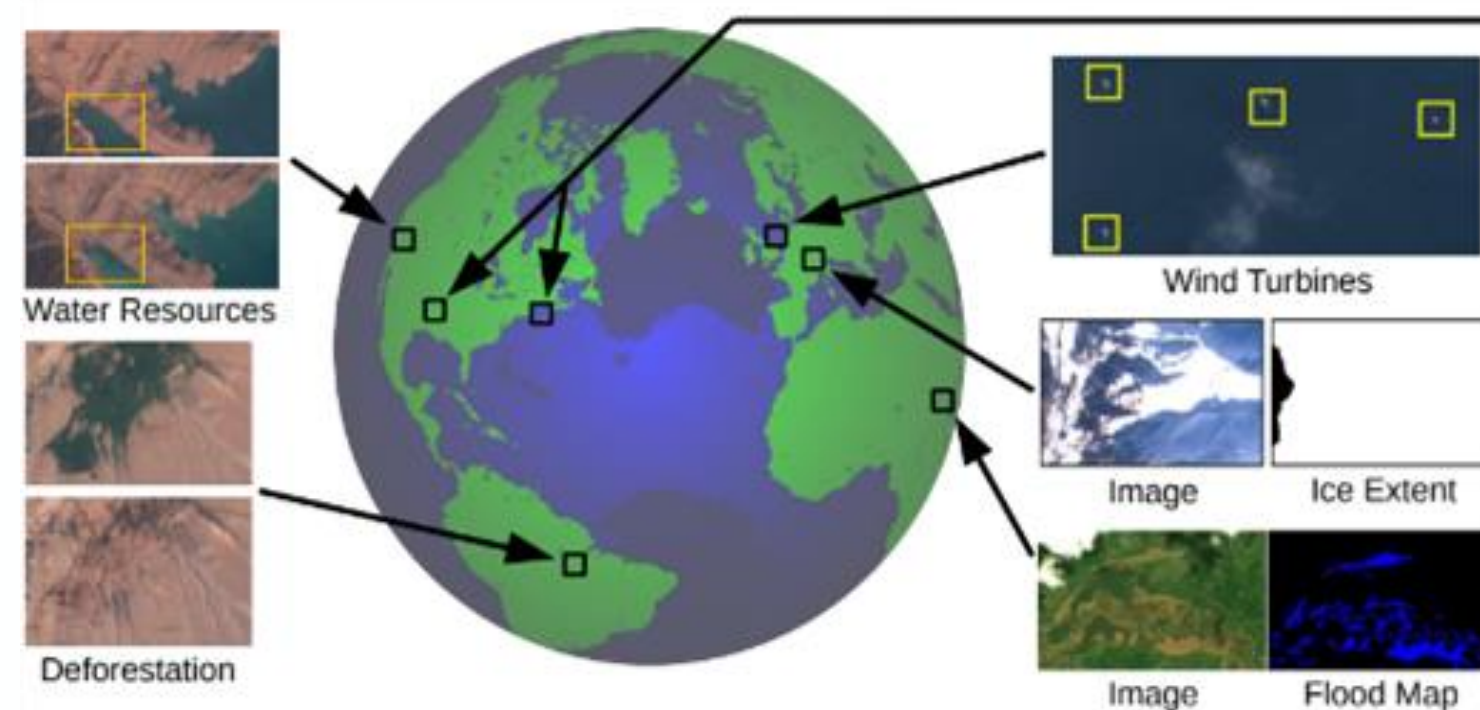 Water Resources
Deforestation
Wind Turbines
Image
Ice Extent
Image
Flood Map